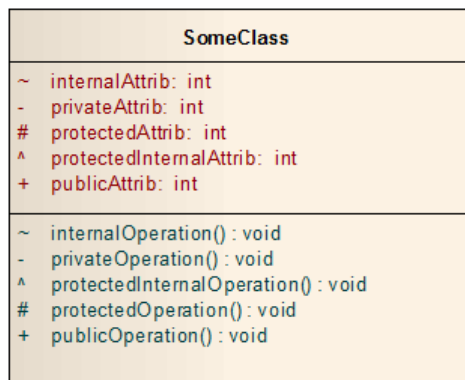 SomeClass
~ internalAttrib: int
- privateAttrib: int
# protectedAttrib: int
^ protectedInternalAttrib: int
+ publicAttrib: int
~ internalOperation() : void
- privateOperation() : void
^ protectedInternalOperation() : void
# protectedOperation() : void
+ publicOperation() : void